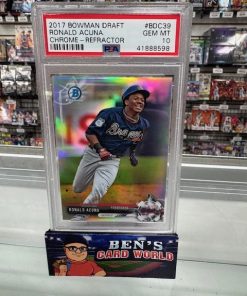 2017 BOWMAN DRAFT #BDC39
RONALD ACUNA GEM MT
CHROME-REFRACTOR 10
PSA 41888598
Braves
RONALD ACUNA
BEN'S
CARD WORLD